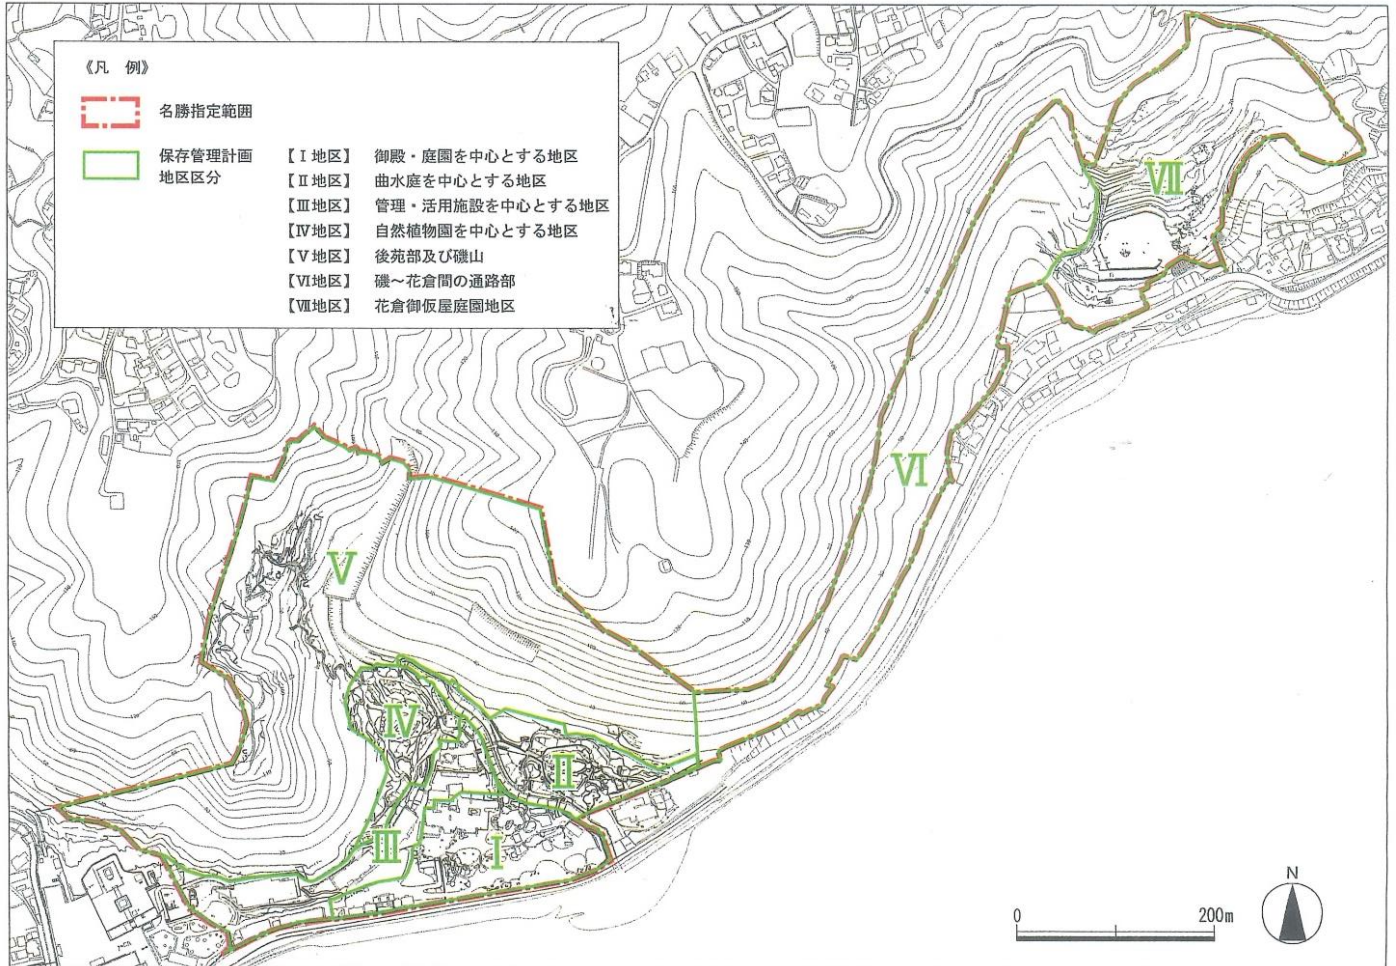 《凡　例》
名勝指定範囲
保存管理計画
地区区分
【Ⅰ地区】　御殿・庭園を中心とする地区
【Ⅱ地区】　曲水庭を中心とする地区
【Ⅲ地区】　管理・活用施設を中心とする地区
【Ⅳ地区】　自然植物園を中心とする地区
【Ⅴ地区】　後苑部及び磯山
【Ⅵ地区】　磯～花倉間の通路部
【Ⅶ地区】　花倉御仮屋庭園地区
Ⅶ
Ⅵ
Ⅴ
Ⅳ
Ⅱ
Ⅲ
Ⅰ
N
0
200m